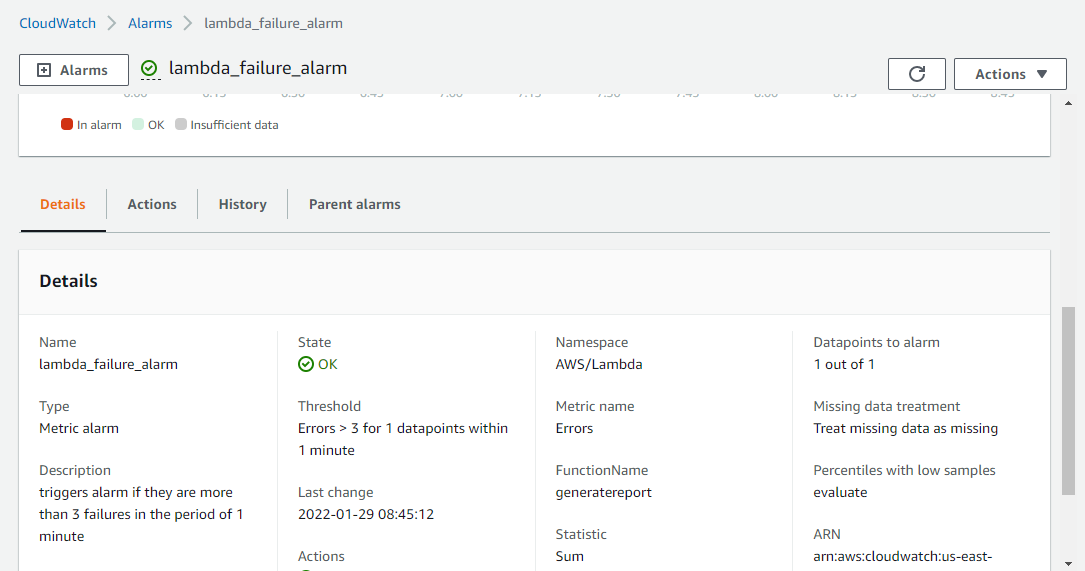 CloudWatch > Alarms > lambda_failure_alarm
Alarms
lambda_failure_alarm
Actions
In alarm OK Insufficient data
Details Actions History Parent alarms
Details
Name
lambda_failure_alarm
Type
Metric alarm
Description
triggers alarm if they are more
than 3 failures in the period of 1
minute
State
OK
Threshold
Errors > 3 for 1 datapoints within
1 minute
Last change
2022-01-29 08:45:12
Actions
Namespace
AWS/Lambda
Metric name
Errors
FunctionName
generatereport
Statistic
Sum
Datapoints to alarm
1 out of 1
Missing data treatment
Treat missing data as missing
Percentiles with low samples
evaluate
ARN
arn:aws:cloudwatch:us-east-